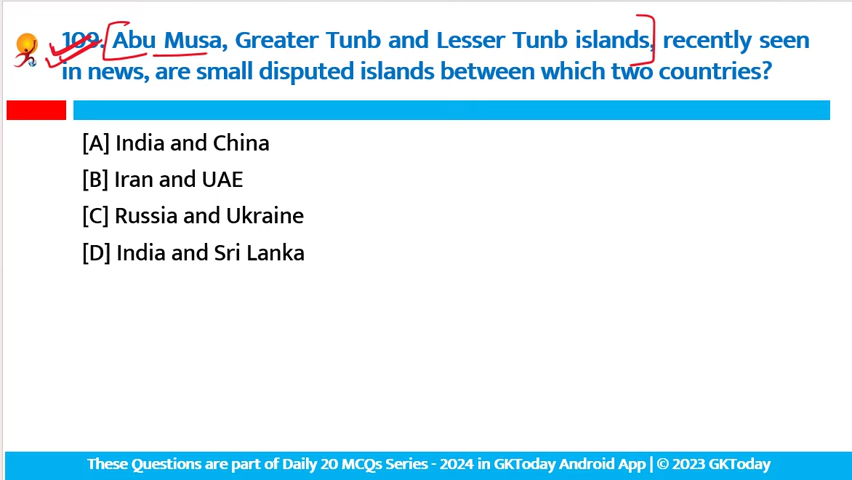 109. Abu Musa, Greater Tunb and Lesser Tunb islands, recently seen
in news, are small disputed islands between which two countries?
[A] India and China
[B] Iran and UAE
[C] Russia and Ukraine
[D] India and Sri Lanka
These Questions are part of Daily 20 MCQs Series - 2024 in GKToday Android App | © 2023 GKToday